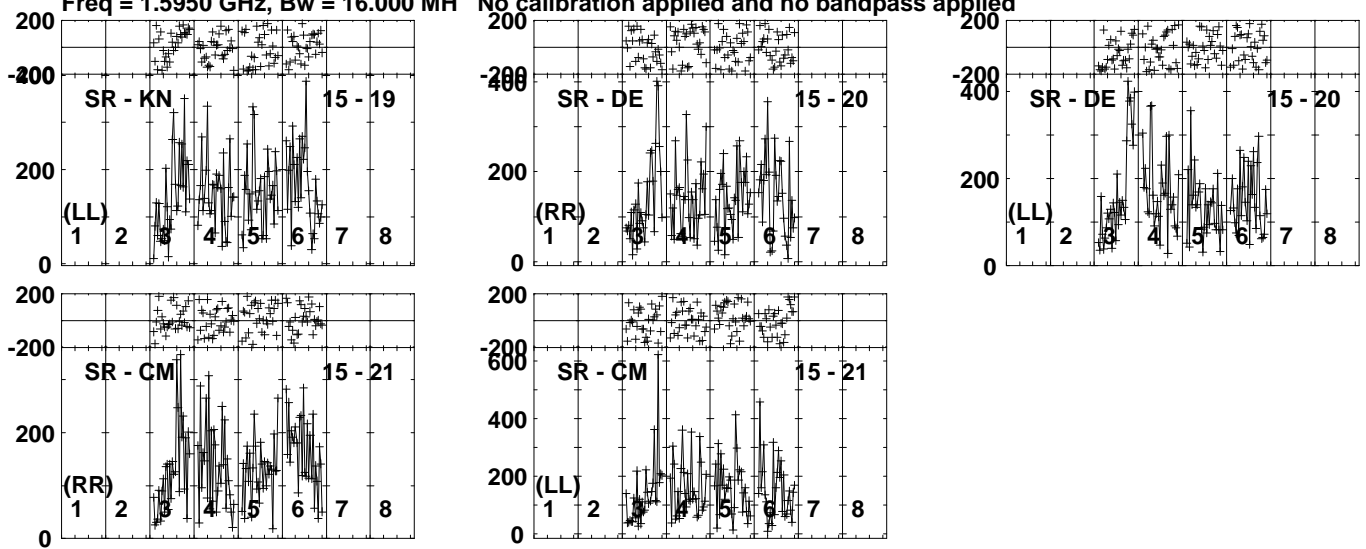 Freq = 1.5950 GHz, Bw = 16.000 MH No calibration applied and no bandpass applied
200 200 200
-200 -200 -200
400 400 400
SR - KN 15 - 19 SR - DE 15 - 20 SR - DE 15 - 20
200 200 200
(LL) (RR) (LL)
1 2 3 4 5 6 7 8 1 2 3 4 5 6 7 8 1 2 3 4 5 6 7 8
0 0 0
200 200
-200 -200
600
SR - CM 15 - 21 SR - CM 15 - 21
400
200 200
(RR) (LL)
1 2 3 4 5 6 7 8 1 2 3 4 5 6 7 8
0 0